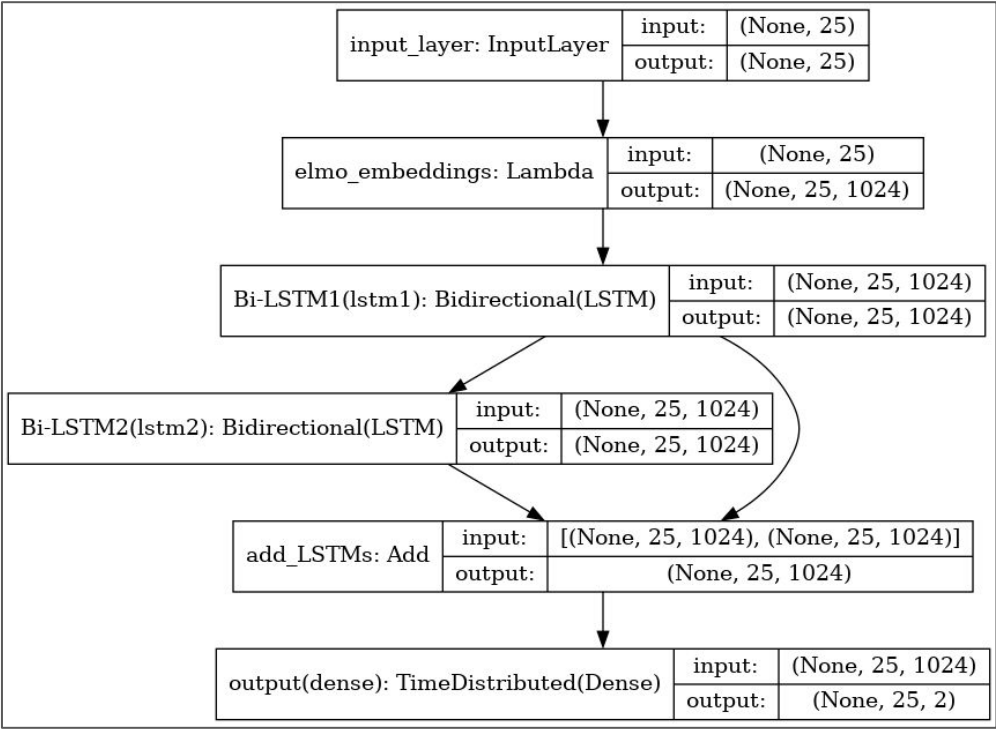 input_layer: InputLayer
input: (None, 25)
output: (None, 25)
elmo_embeddings: Lambda
input: (None, 25)
output: (None, 25, 1024)
Bi-LSTM1(lstm1): Bidirectional(LSTM)
input: (None, 25, 1024)
output: (None, 25, 1024)
Bi-LSTM2(lstm2): Bidirectional(LSTM)
input: (None, 25, 1024)
output: (None, 25, 1024)
add_LSTMs: Add
input: [(None, 25, 1024), (None, 25, 1024)]
output: (None, 25, 1024)
output(dense): TimeDistributed(Dense)
input: (None, 25, 1024)
output: (None, 25, 2)